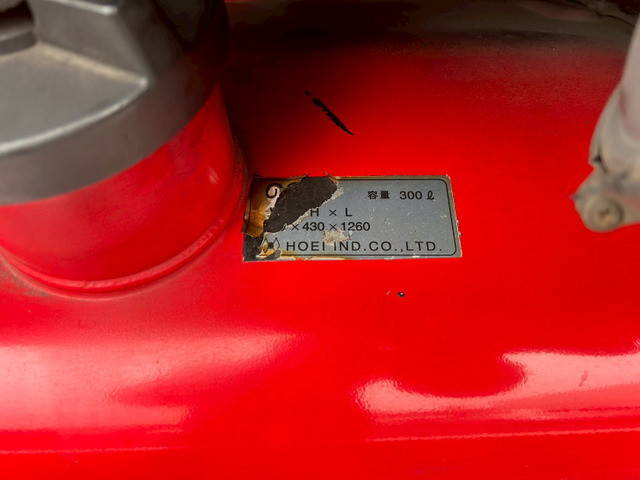 容量 300ℓ
H × L
×430×1260
HOEI IND.CO.,LTD.